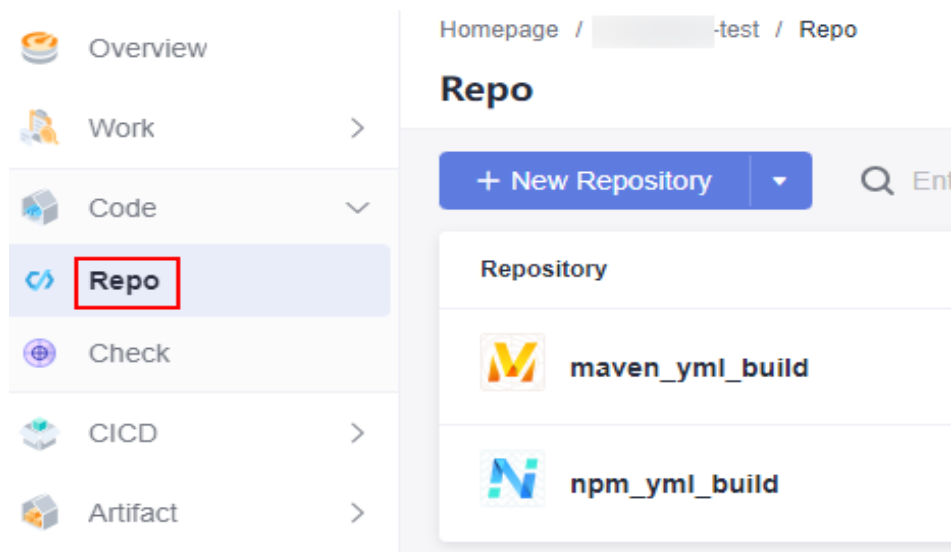 Overview
Work
Code
Repo
Check
CICD
Artifact
Homepage / -test / Repo
Repo
+ New Repository
Repository
maven_yml_build
npm_yml_build